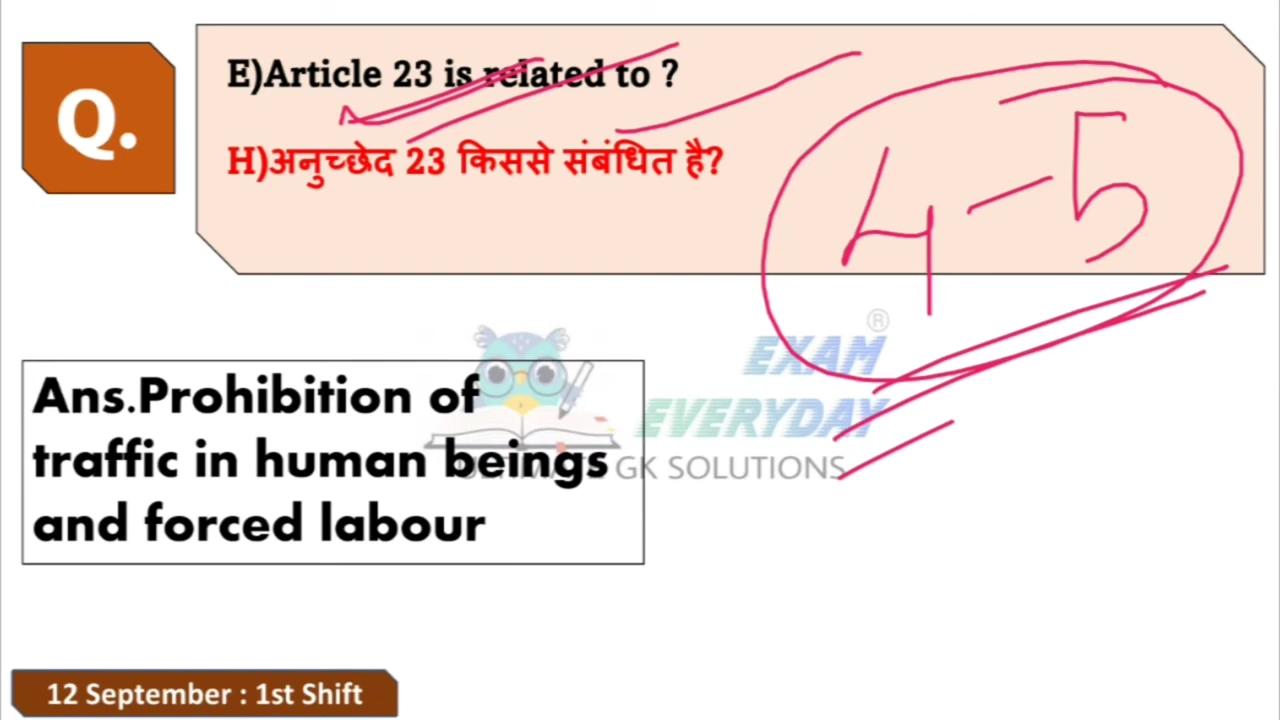 Q.
E)Article 23 is related to ?
H)अनुच्छेद 23 किससे संबंधित है?
4-5
®
EXAM
EVERYDAY
Ans.Prohibition of
traffic in human beings
and forced labour
GK SOLUTIONS
12 September : 1st Shift